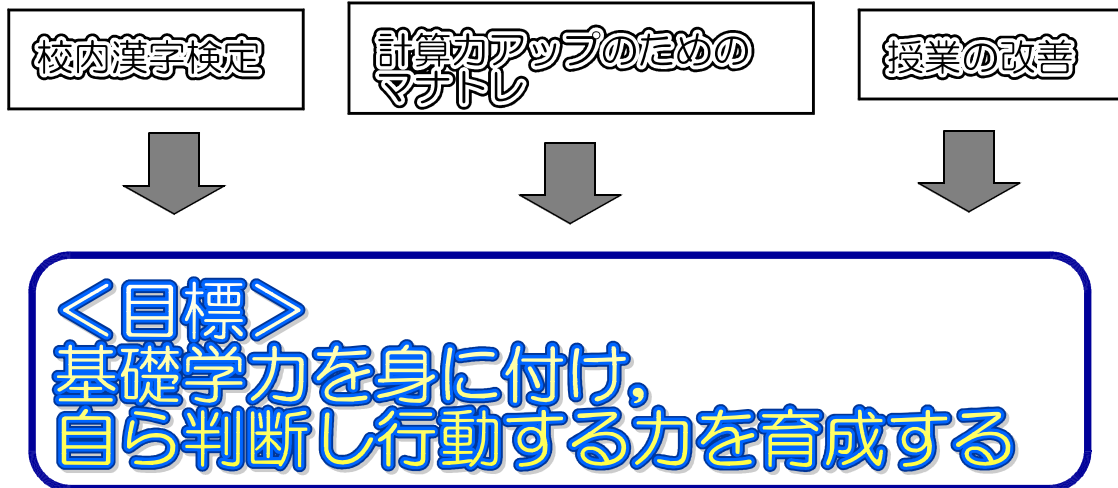 校内漢字検定
計算力アップのための
マナトレ
授業の改善
＜目標＞
基礎学力を身に付け，
自ら判断し行動する力を育成する